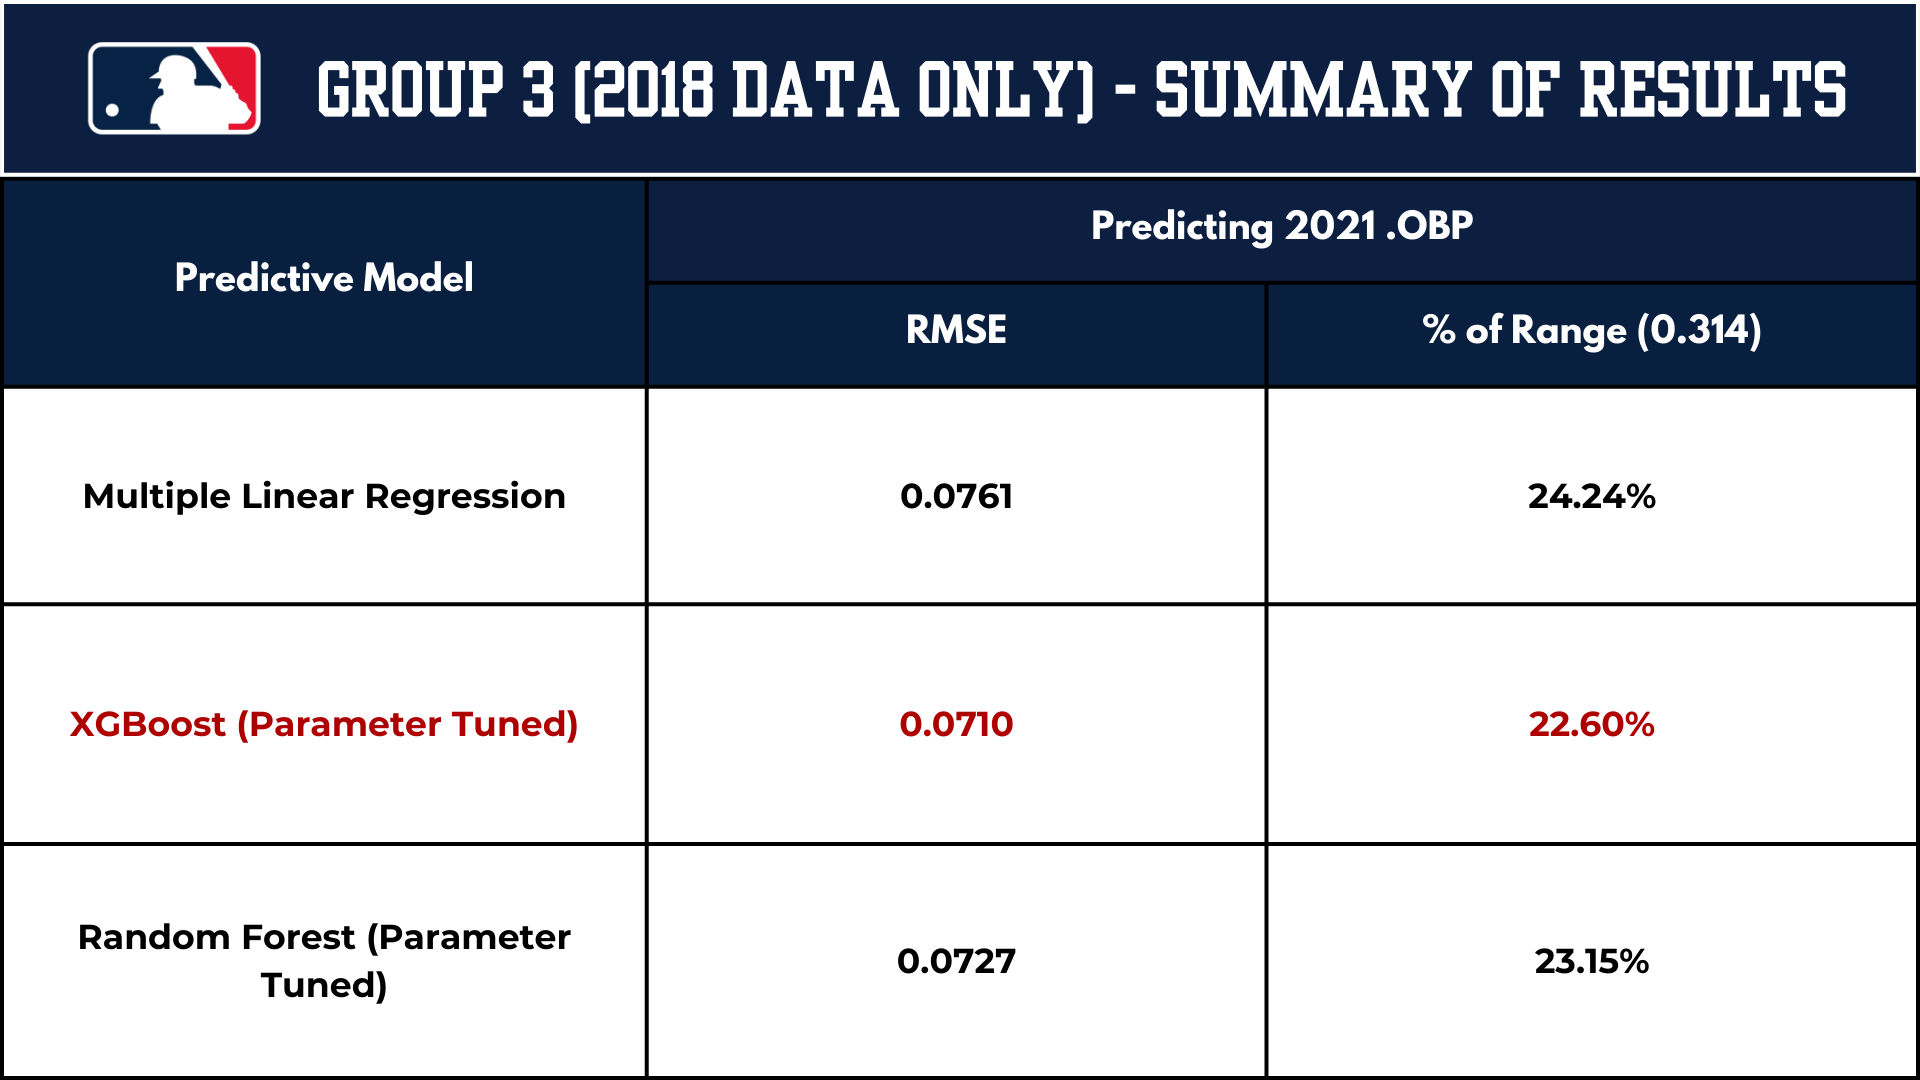 GROUP 3 (2018 DATA ONLY) - SUMMARY OF RESULTS
Predictive Model
Predicting 2021 .OBP
RMSE
% of Range (0.314)
Multiple Linear Regression
0.0761
24.24%
XGBoost (Parameter Tuned)
0.0710
22.60%
Random Forest (Parameter
Tuned)
0.0727
23.15%